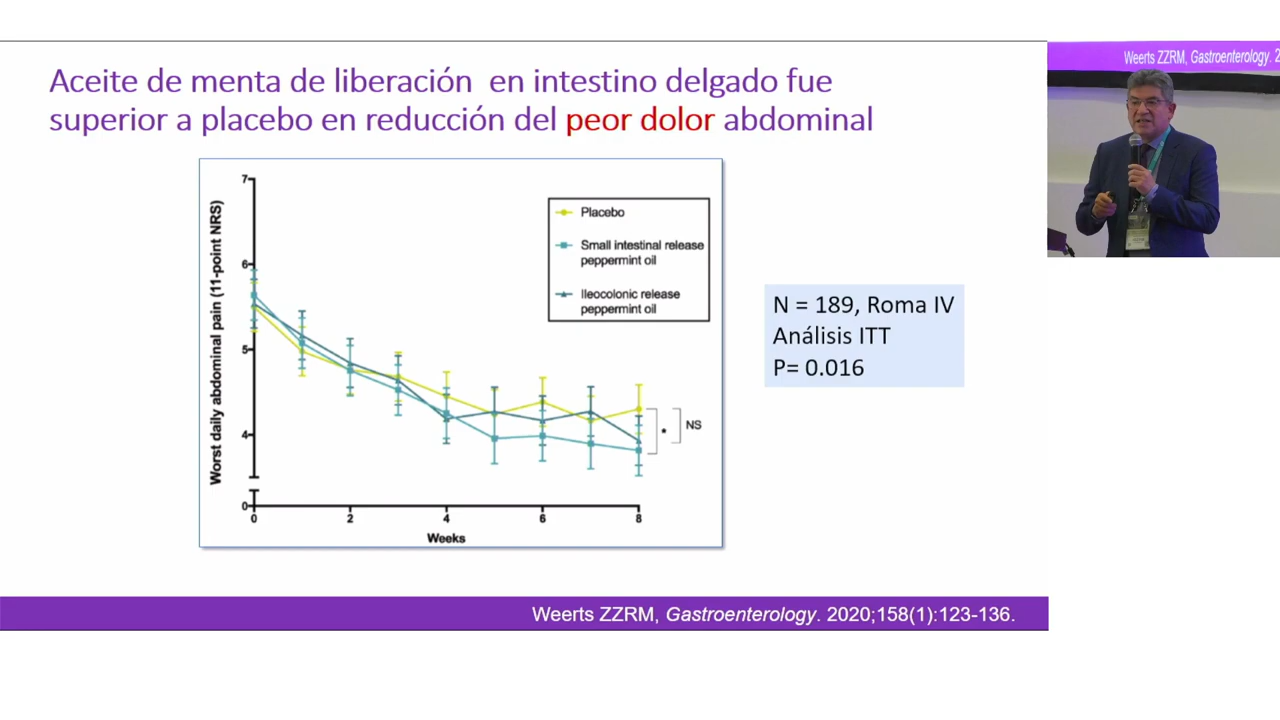 Aceite de menta de liberación en intestino delgado fue
superior a placebo en reducción del peor dolor abdominal
Weerts ZZRM, Gastroenterology. 2
7
6
5
4
0
Worst daily abdominal pain (11-point NRS)
Placebo
Small intestinal release
peppermint oil
Ileocolonic release
peppermint oil
* NS
0 2 4 6 8
Weeks
N = 189, Roma IV
Análisis ITT
P= 0.016
Weerts ZZRM, Gastroenterology. 2020;158(1):123-136.